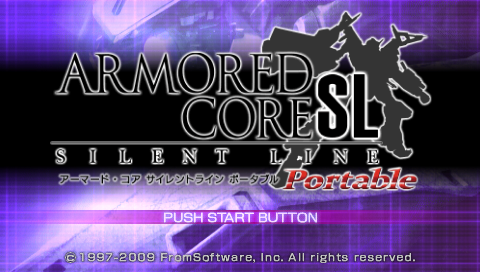 ARMORED
CORE SL
SILENT LINE
アーマード・コア サイレントライン ポータブル Portable
PUSH START BUTTON
©1997-2009 FromSoftware, Inc. All rights reserved.